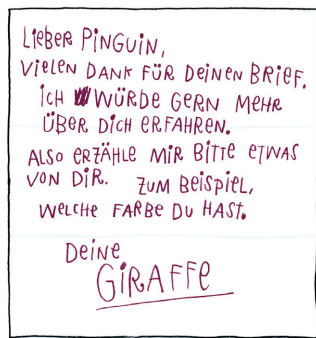 LIEBER PINGUIN,
VIELEN DANK FÜR DEINEN BRIEF.
ICH WÜRDE GERN MEHR
ÜBER DICH ERFAHREN.
ALSO ERZÄHLE MIR BITTE ETWAS
VON DIR. ZUM BEISPIEL,
WELCHE FARBE DU HAST.
DEINE
GIRAFFE